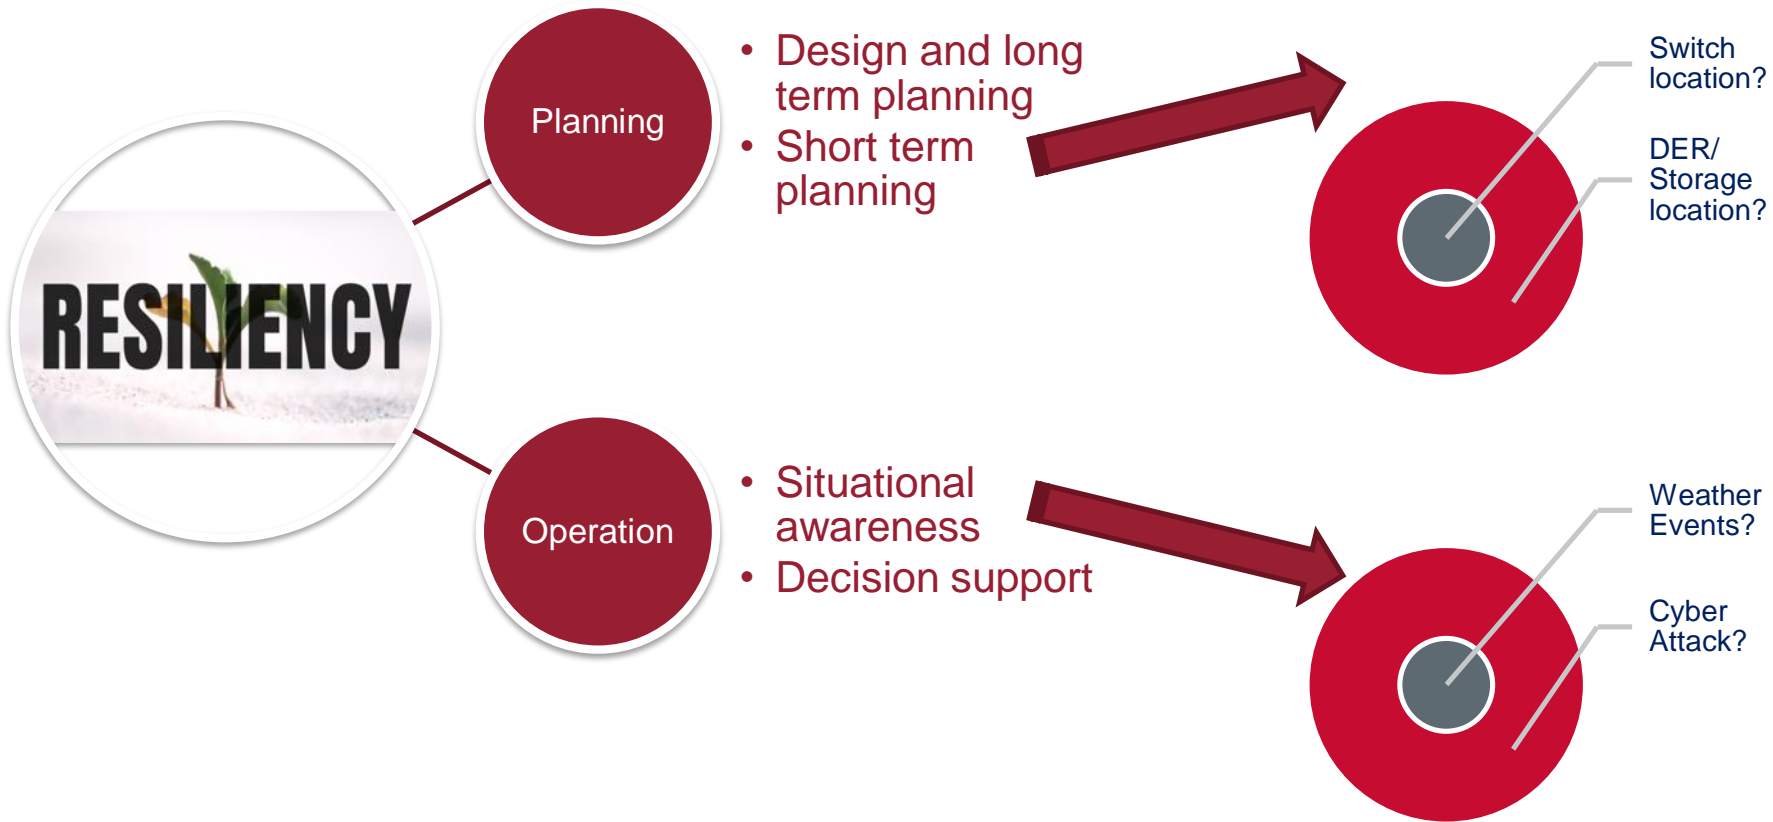 RESILIENCY
Planning
• Design and long
term planning
• Short term
planning
Switch
location?
DER/
Storage
location?
Operation
• Situational
awareness
• Decision support
Weather
Events?
Cyber
Attack?